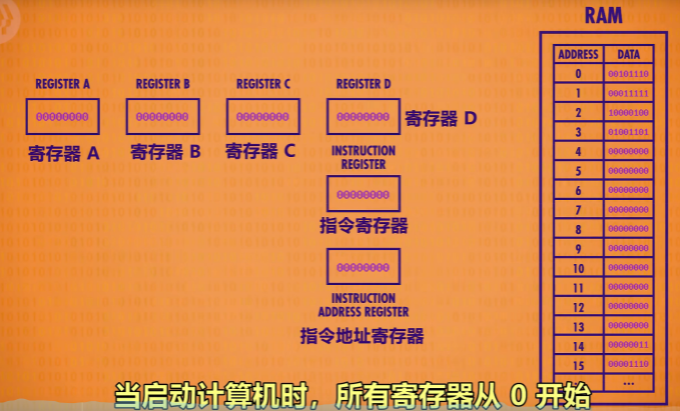 RAM
REGISTER A
REGISTER B
REGISTER C
REGISTER D
00000000
00000000
00000000
00000000
寄存器 A
寄存器 B
寄存器 C
寄存器 D
INSTRUCTION
REGISTER
00000000
指令寄存器
00000000
INSTRUCTION
ADDRESS REGISTER
指令地址寄存器
ADDRESS DATA
0 00101110
1 00011111
2 10000100
3 01001101
4 00000000
5 00000000
6 00000000
7 00000000
8 00000000
9 00000000
10 00000000
11 00000000
12 00000000
13 00000000
14 00000011
15 00001110
...
当启动计算机时，所有寄存器从 0 开始